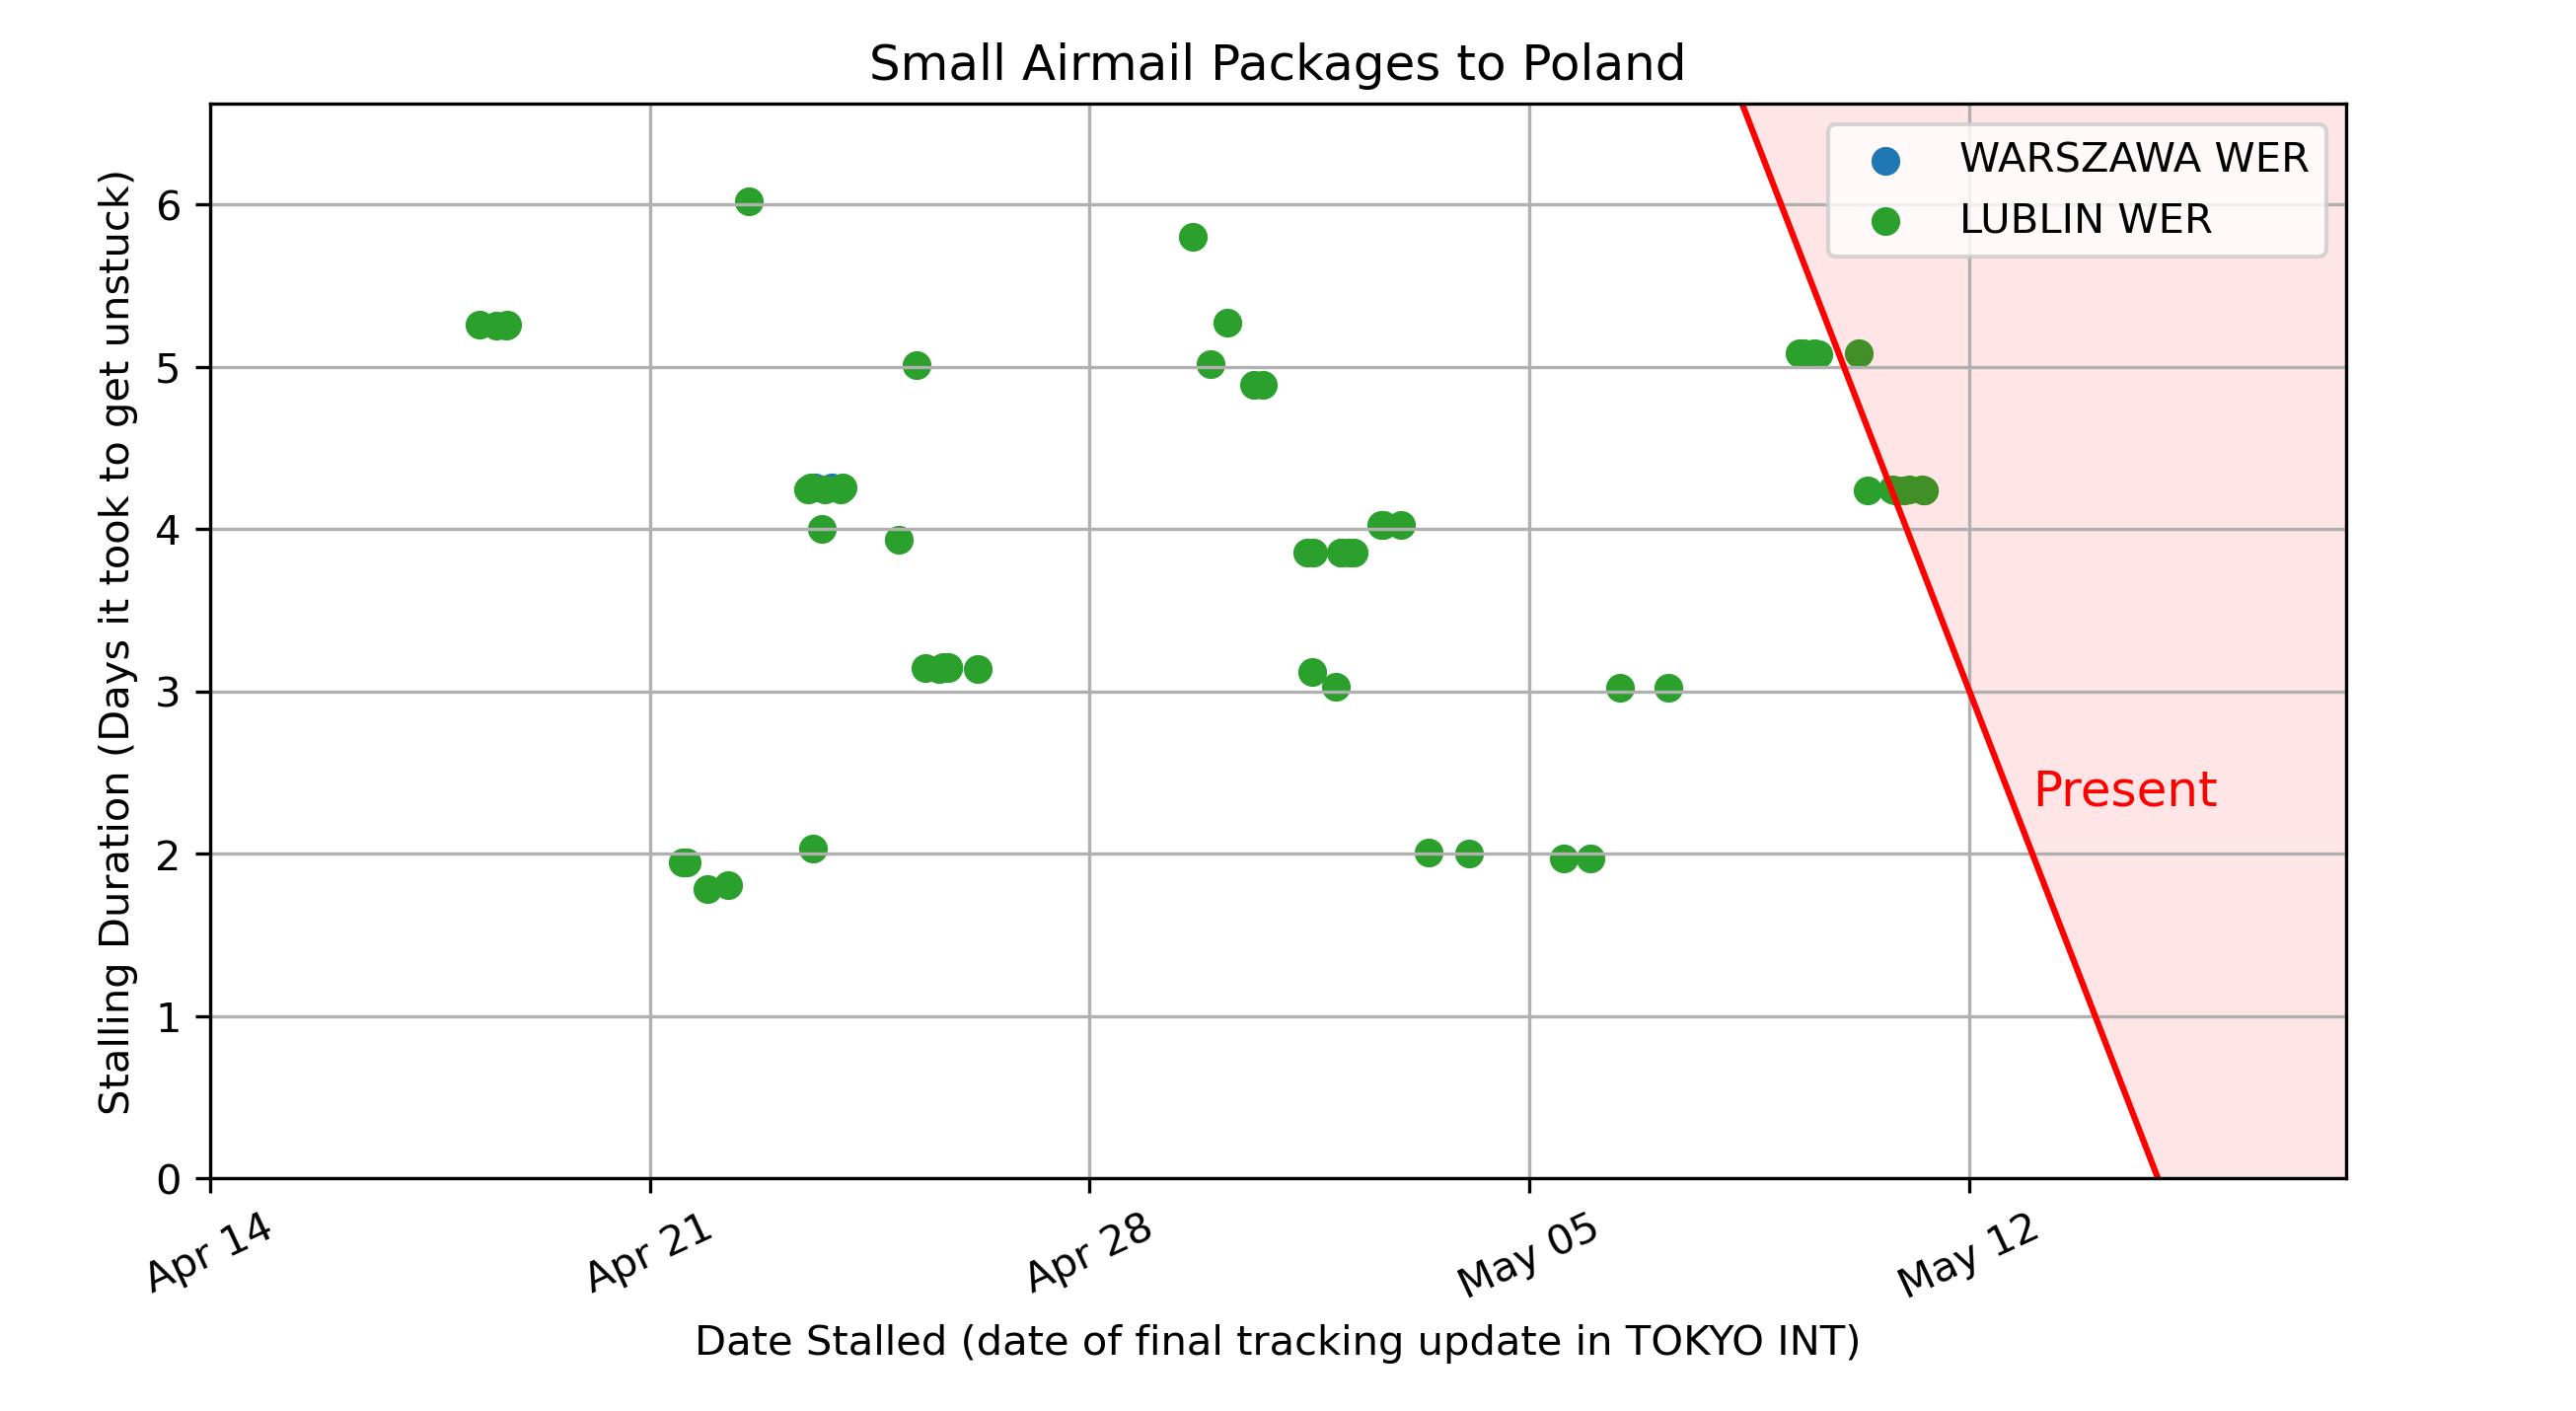 Small Airmail Packages to Poland
WARSZAWA WER
LUBLIN WER
Present
Stalling Duration (Days it took to get unstuck)
6
5
4
3
2
1
0
Apr 14
Apr 21
Apr 28
May 05
May 12
Date Stalled (date of final tracking update in TOKYO INT)